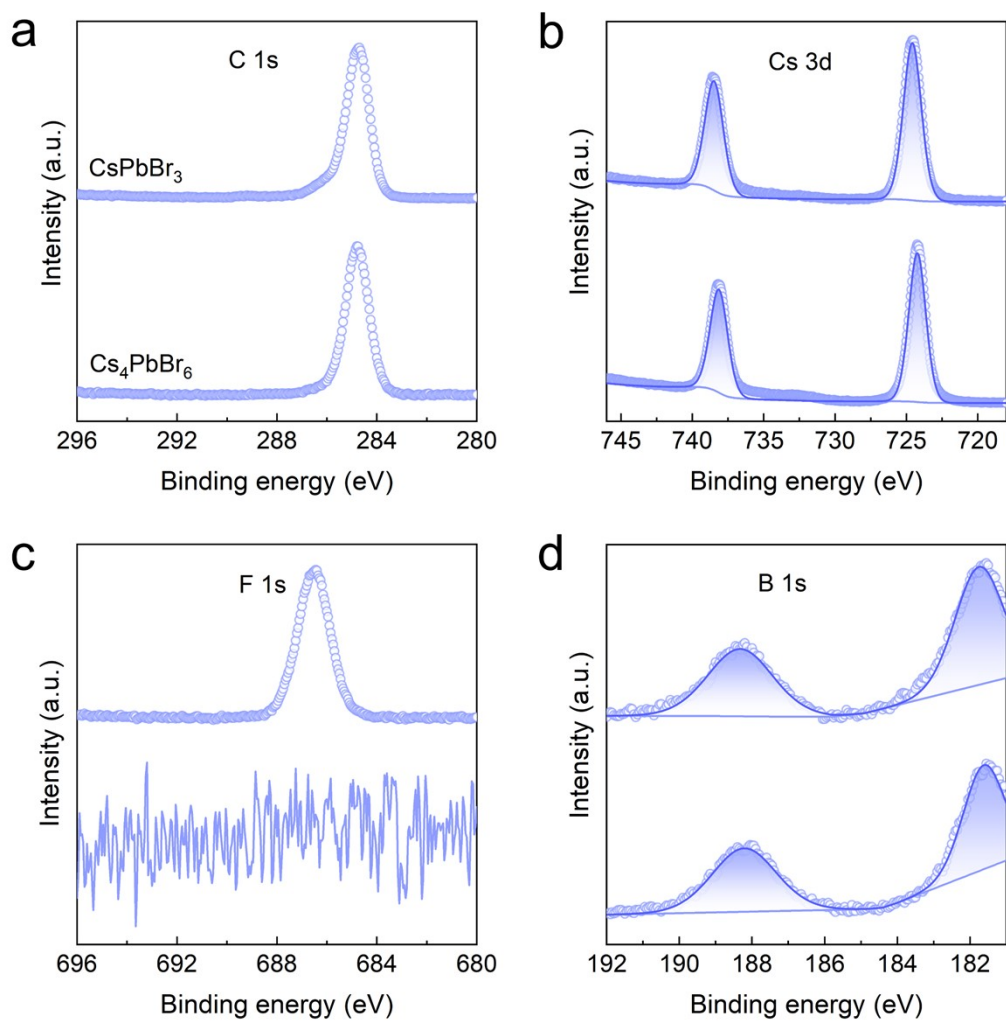 a
C 1s
CsPbBr₃
Cs₄PbBr₆
Intensity (a.u.)
296 292 288 284 280
Binding energy (eV)
b
Cs 3d
Intensity (a.u.)
745 740 735 730 725 720
Binding energy (eV)
c
F 1s
Intensity (a.u.)
696 692 688 684 680
Binding energy (eV)
d
B 1s
Intensity (a.u.)
192 190 188 186 184 182
Binding energy (eV)